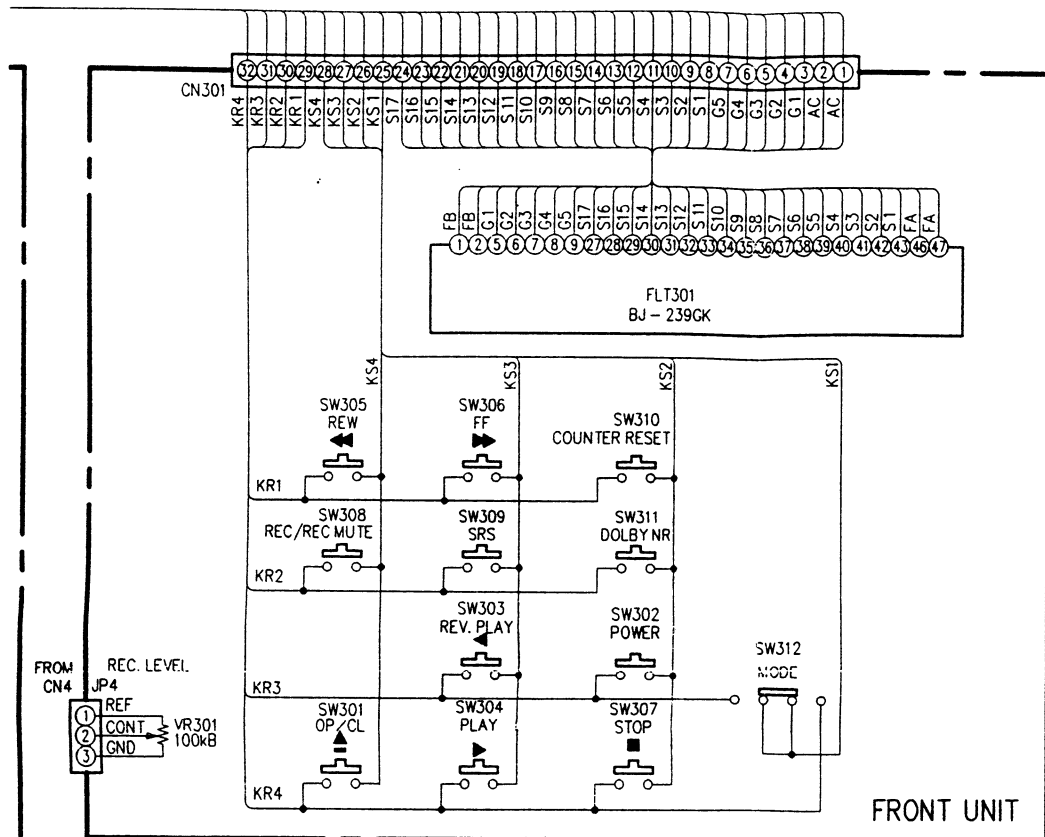 32 31 30 29 28 27 26 25 24 23 22 21 20 19 18 17 16 15 14 13 12 11 10 9 8 7 6 5 4 3 2 1
CN301
KR4 KR3 KR2 KR1 KS4 KS3 KS2 KS1 S17 S16 S15 S14 S13 S12 S11 S10 S9 S8 S7 S6 S5 S4 S3 S2 S1 G5 G4 G3 G2 G1 AC AC
FB FB G1 G2 G3 G4 G5 S17 S16 S15 S14 S13 S12 S11 S10 S9 S8 S7 S6 S5 S4 S3 S2 S1 FA FA
1 2 5 6 7 8 9 27 28 29 30 31 32 33 34 35 36 37 38 39 40 41 42 43 46 47
FLT301
BJ-239GK
KS4 KS3 KS2 KS1
SW305
REW
SW306
FF
SW310
COUNTER RESET
KR1
SW308
REC/REC MUTE
SW309
SRS
SW311
DOLBY NR
KR2
SW303
REV. PLAY
SW302
POWER
SW312
MODE
KR3
SW301
OP/CL
SW304
PLAY
SW307
STOP
KR4
FROM
CN4
JP4
REC. LEVEL
1 REF
2 CONT
3 GND
VR301
100kB
FRONT UNIT